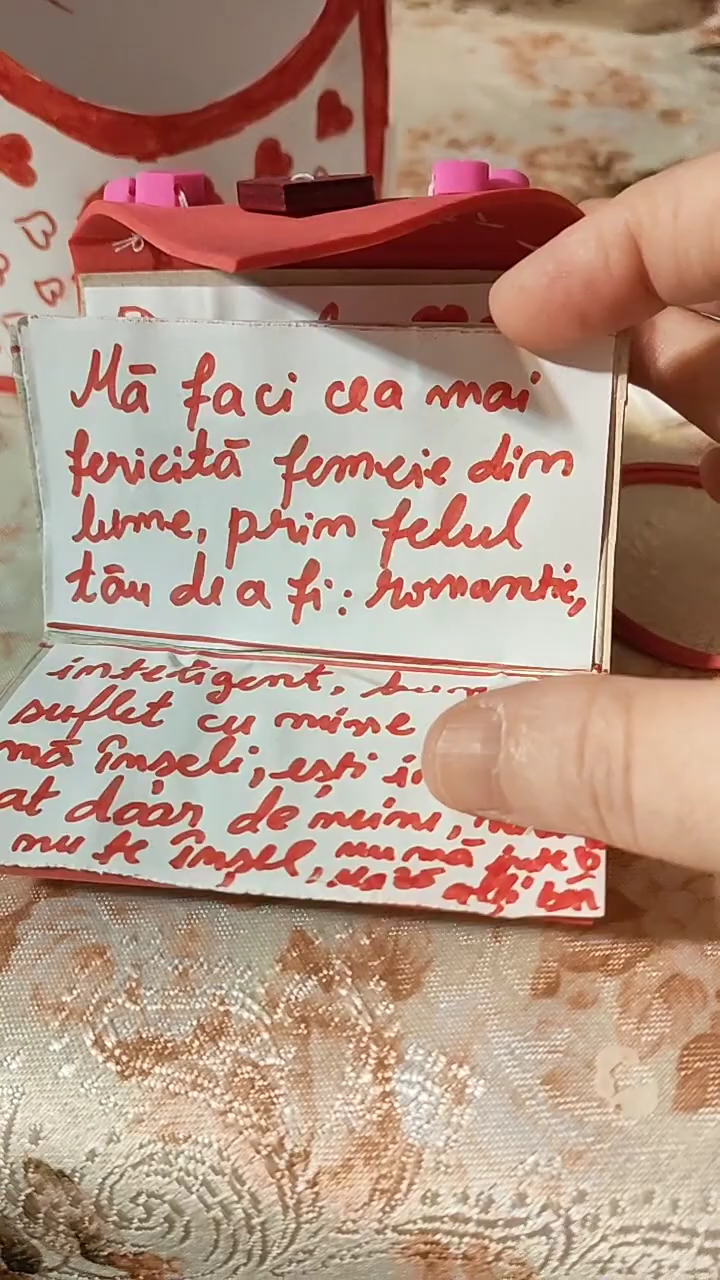 Mă faci cea mai
fericită femeie din
lume, prin felul
tău de a fi: romantic,
inteligent,
suflet cu mine
mă înșeli, ești
at doar de mine,
nu te înșel, nu mă